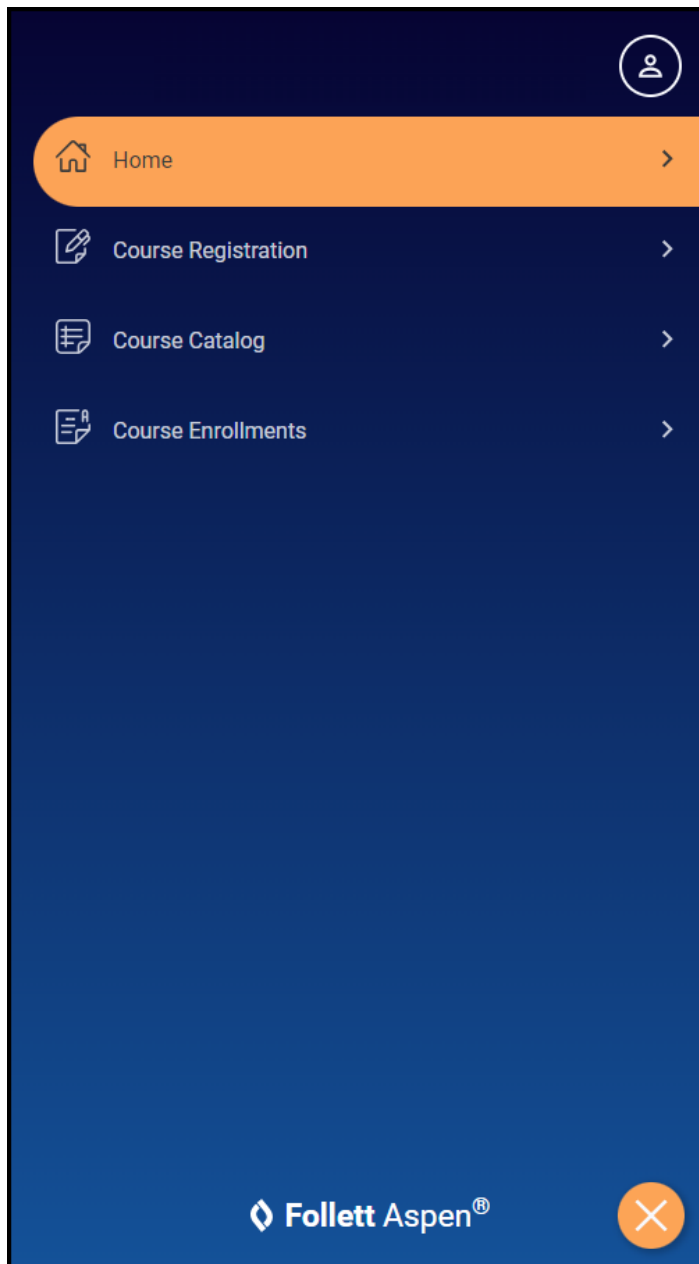 Home
Course Registration
Course Catalog
Course Enrollments
Follett Aspen®